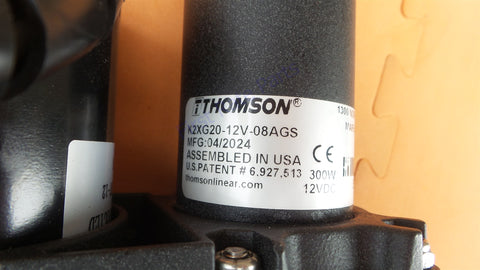 THOMSON®
K2XG20-12V-08AGS
MFG:04/2024
ASSEMBLED IN USA
U.S.PATENT # 6,927,513
thomsonlinear.com
CE
300W
12VDC